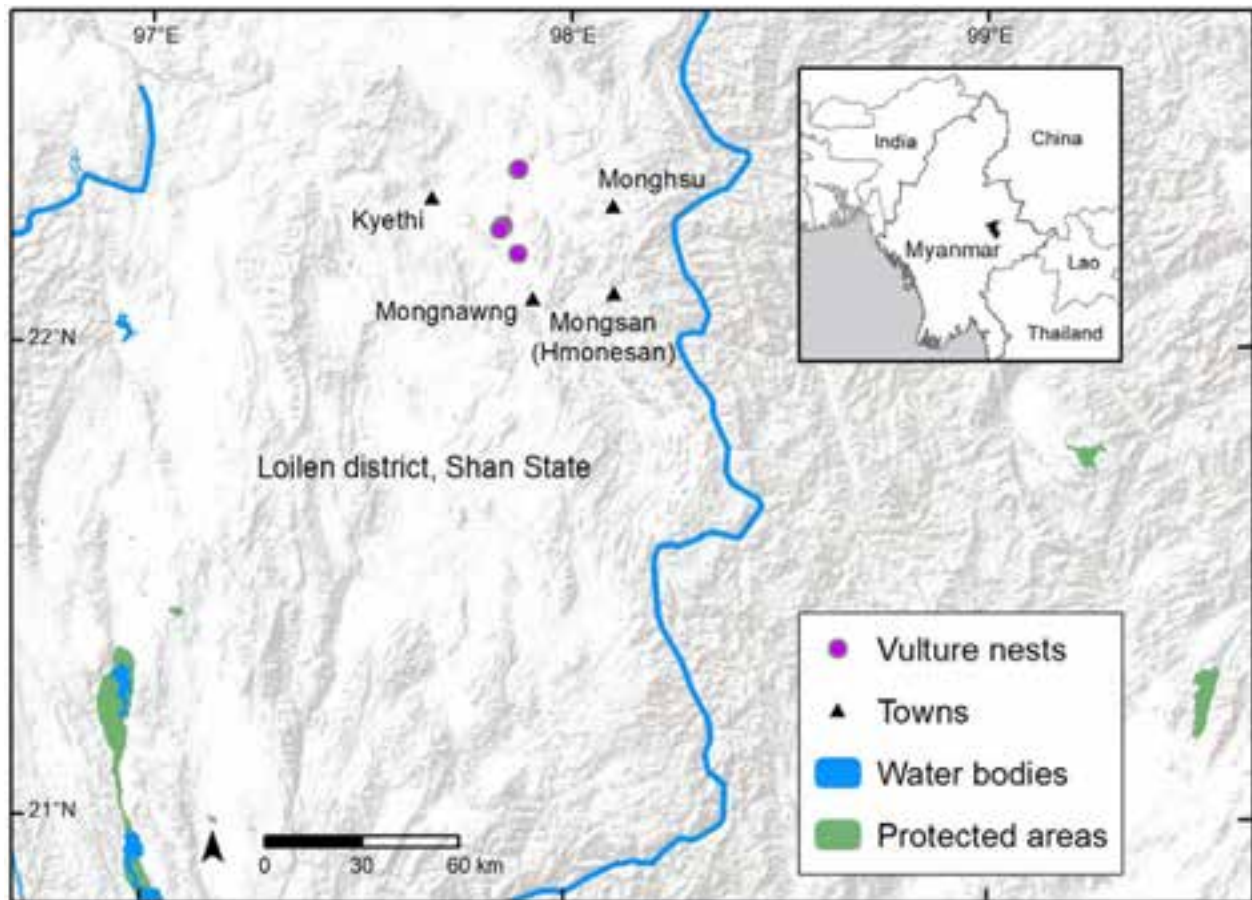 97°E
98°E
99°E
India
China
Monghsu
Kyethi
Myanmar
Lao
Mongnawng
Mongsan
(Hmonesan)
Thailand
22°N
Loilen district, Shan State
Vulture nests
Towns
Water bodies
Protected areas
21°N
0
30
60 km